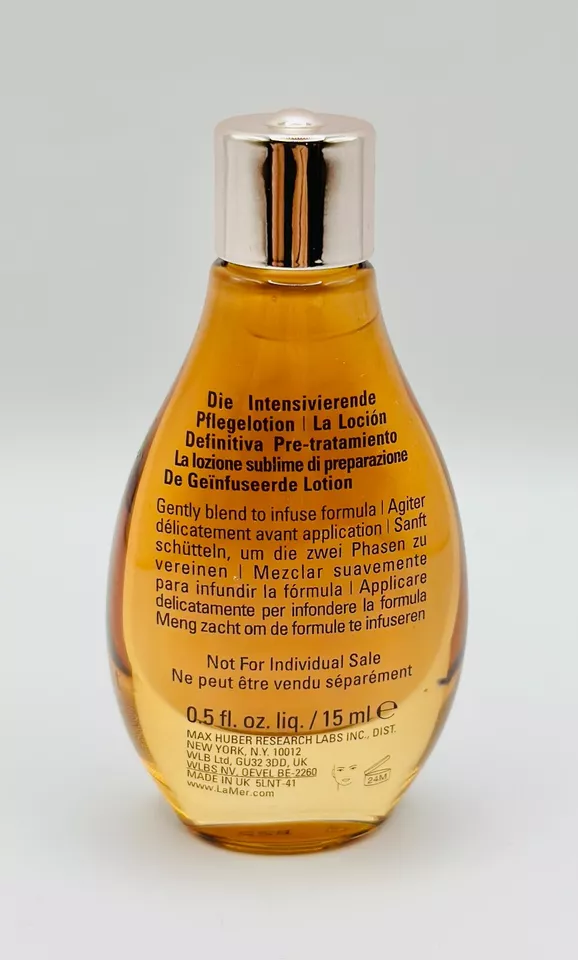 Die Intensivierende
Pflegelotion | La Loción
Definitiva Pre-tratamiento
La lozione sublime di preparazione
De Geïnfuseerde Lotion
Gently blend to infuse formula | Agiter
délicatement avant application | Sanft
schütteln, um die zwei Phasen zu
vereinen | Mezclar suavemente
para infundir la fórmula | Applicare
delicatamente per infondere la formula
Meng zacht om de formule te infuseren
Not For Individual Sale
Ne peut être vendu séparément
0.5 fl. oz. liq. / 15 ml e
MAX HUBER RESEARCH LABS INC., DIST.
NEW YORK, N.Y. 10012
WLB Ltd, GU32 3DD, UK
WLBS NV, OEVEL BE-2260
MADE IN UK 5LNT-41
www.LaMer.com
24M